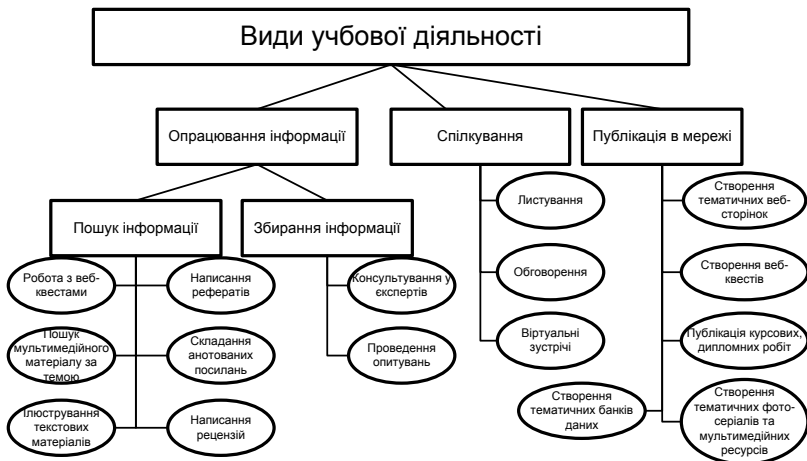 Види учбової діяльності
Опрацювання інформації
Спілкування
Публікація в мережі
Пошук інформації
Збирання інформації
Робота з веб-
квестами
Написання
рефератів
Пошук
мультимедійного
матеріалу за
темою
Складання
анотованих
посилань
Ілюстрування
текстових
матеріалів
Написання
рецензій
Консультування у
єкспертів
Проведення
опитувань
Листування
Обговорення
Віртуальні
зустрічі
Створення
тематичних веб-
сторінок
Створення веб-
квестів
Публікація курсових,
дипломних робіт
Створення
тематичних банків
даних
Створення
тематичних фото-
серіалів та
мультимедійних
ресурсів